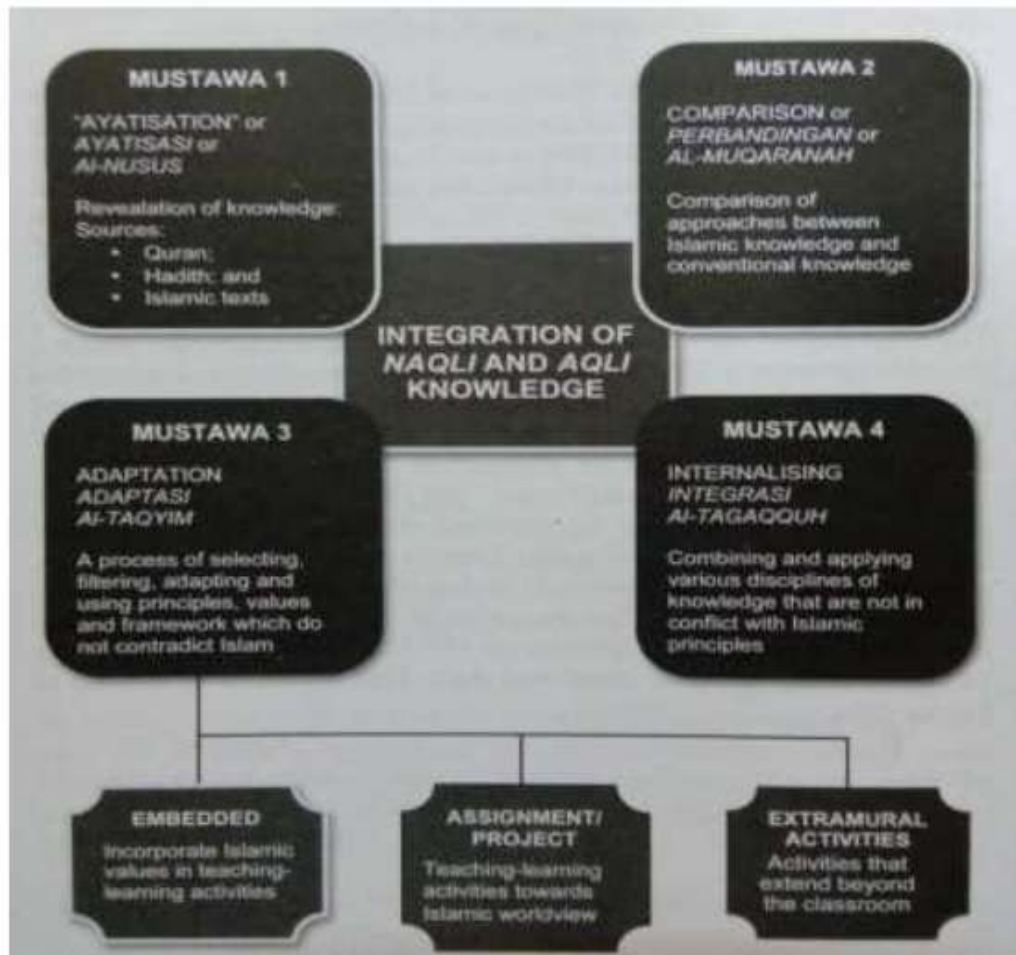 MUSTAWA 1
"AYATISATION" or
AYATISASI or
Al-NUSUS
Revealation of knowledge:
Sources:
• Quran;
• Hadith; and
• Islamic texts
MUSTAWA 2
COMPARISON or
PERBANDINGAN or
AL-MUQARANAH
Comparison of
approaches between
Islamic knowledge and
conventional knowledge
INTEGRATION OF
NAQLI AND AQLI
KNOWLEDGE
MUSTAWA 3
ADAPTATION
ADAPTASI
Al-TAQYIM
A process of selecting,
filtering, adapting and
using principles, values
and framework which do
not contradict Islam
MUSTAWA 4
INTERNALISING
INTEGRASI
Al-TAGAQQUH
Combining and applying
various disciplines of
knowledge that are not in
conflict with Islamic
principles
EMBEDDED
Incorporate Islamic
values in teaching-
learning activities
ASSIGNMENT/
PROJECT
Teaching-learning
activities towards
Islamic worldview
EXTRAMURAL
ACTIVITIES
Activities that
extend beyond
the classroom